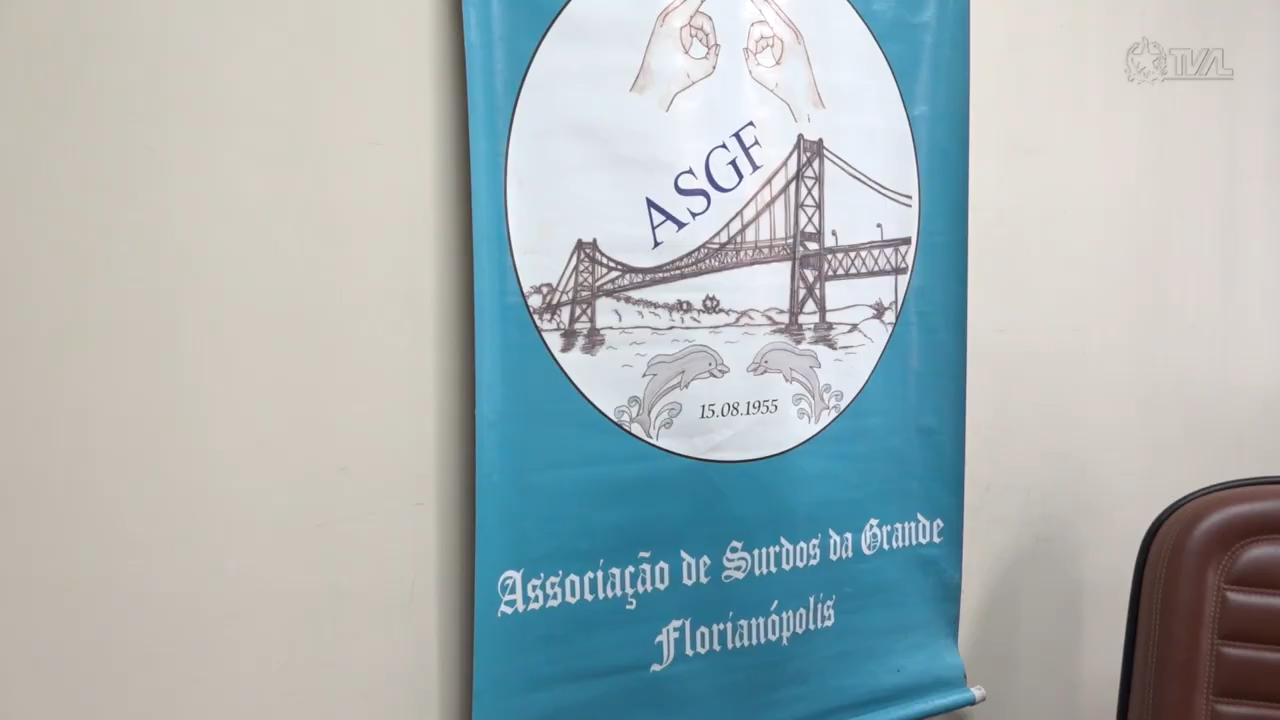 TVAL
ASGF
15.08.1955
Associação de Surdos da Grande
Florianópolis